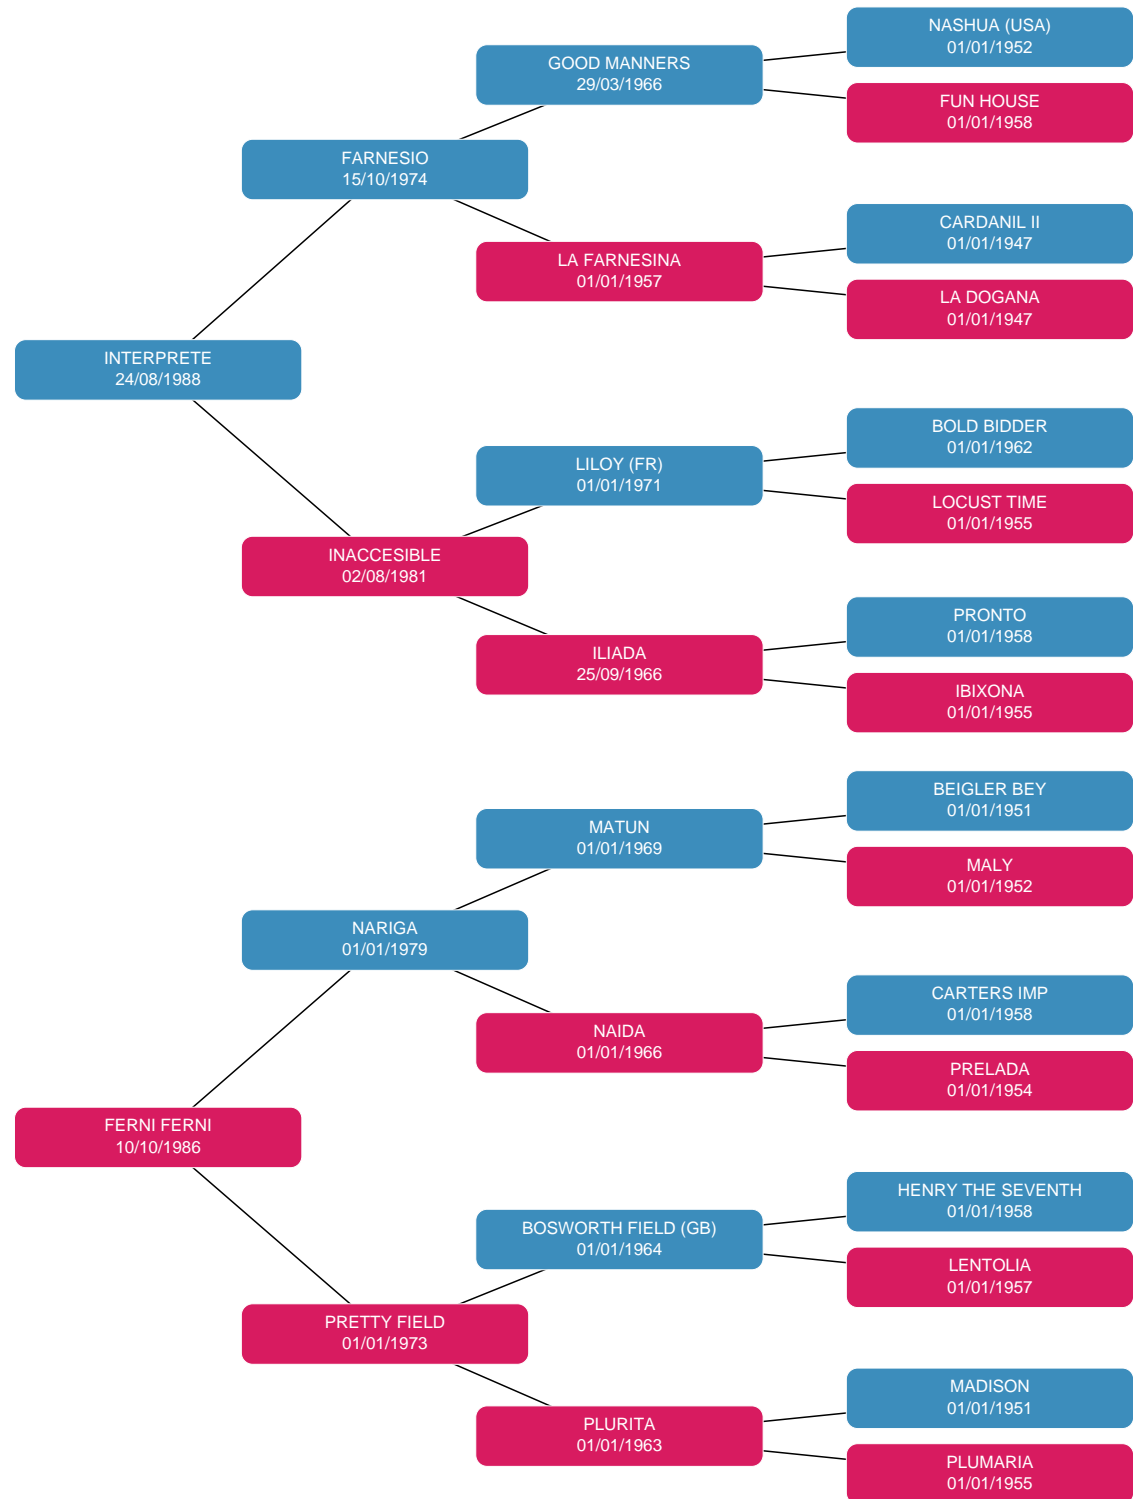 NASHUA (USA)
01/01/1952
GOOD MANNERS
29/03/1966
FUN HOUSE
01/01/1958
FARNESIO
15/10/1974
CARDANIL II
01/01/1947
LA FARNESINA
01/01/1957
LA DOGANA
01/01/1947
INTERPRETE
24/08/1988
BOLD BIDDER
01/01/1962
LILOY (FR)
01/01/1971
LOCUST TIME
01/01/1955
INACCESIBLE
02/08/1981
PRONTO
01/01/1958
ILIADA
25/09/1966
IBIXONA
01/01/1955
BEIGLER BEY
01/01/1951
MATUN
01/01/1969
MALY
01/01/1952
NARIGA
01/01/1979
CARTERS IMP
01/01/1958
NAIDA
01/01/1966
PRELADA
01/01/1954
FERNI FERNI
10/10/1986
HENRY THE SEVENTH
01/01/1958
BOSWORTH FIELD (GB)
01/01/1964
LENTOLIA
01/01/1957
PRETTY FIELD
01/01/1973
MADISON
01/01/1951
PLURITA
01/01/1963
PLUMARIA
01/01/1955